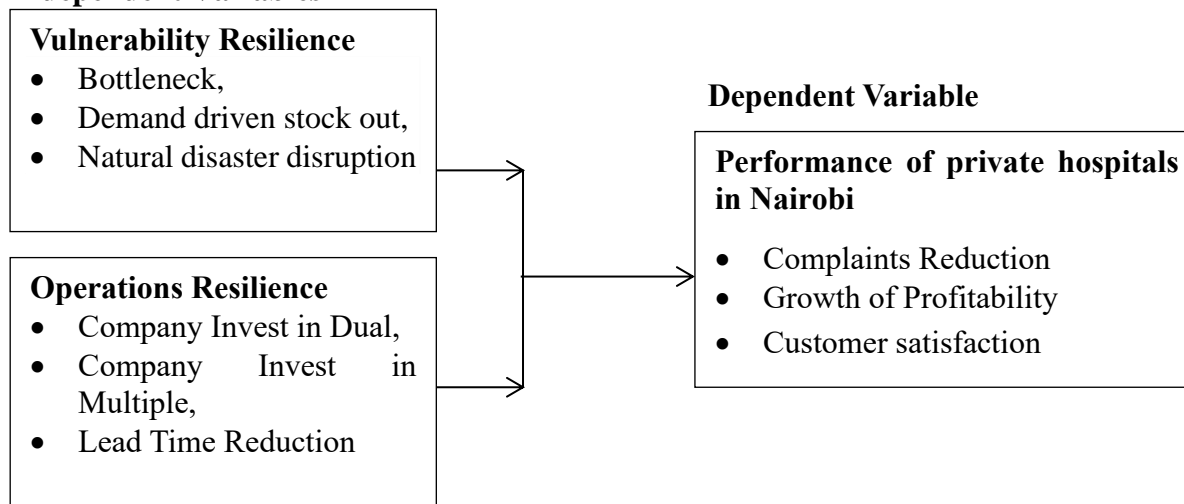 Vulnerability Resilience
• Bottleneck,
• Demand driven stock out,
• Natural disaster disruption
Operations Resilience
• Company Invest in Dual,
• Company Invest in
Multiple,
• Lead Time Reduction
Dependent Variable
Performance of private hospitals
in Nairobi
• Complaints Reduction
• Growth of Profitability
• Customer satisfaction